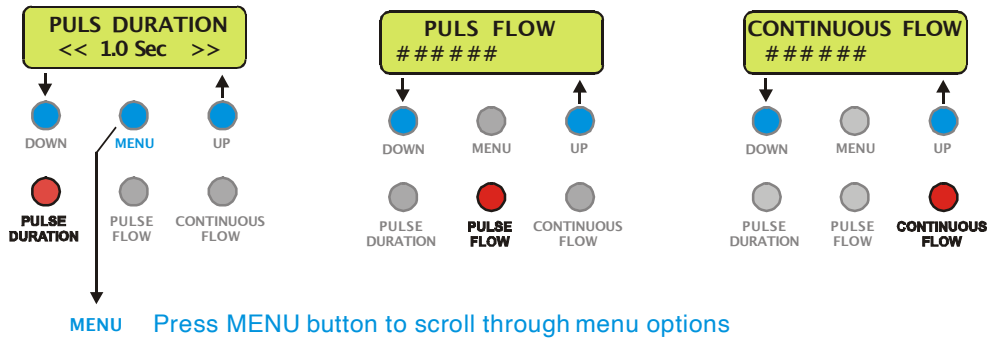 PULS DURATION
<< 1.0 Sec >>
DOWN
MENU
UP
PULSE
DURATION
PULSE
FLOW
CONTINUOUS
FLOW
PULS FLOW
######
DOWN
MENU
UP
PULSE
DURATION
PULSE
FLOW
CONTINUOUS
FLOW
CONTINUOUS FLOW
######
DOWN
MENU
UP
PULSE
DURATION
PULSE
FLOW
CONTINUOUS
FLOW
MENU Press MENU button to scroll through menu options